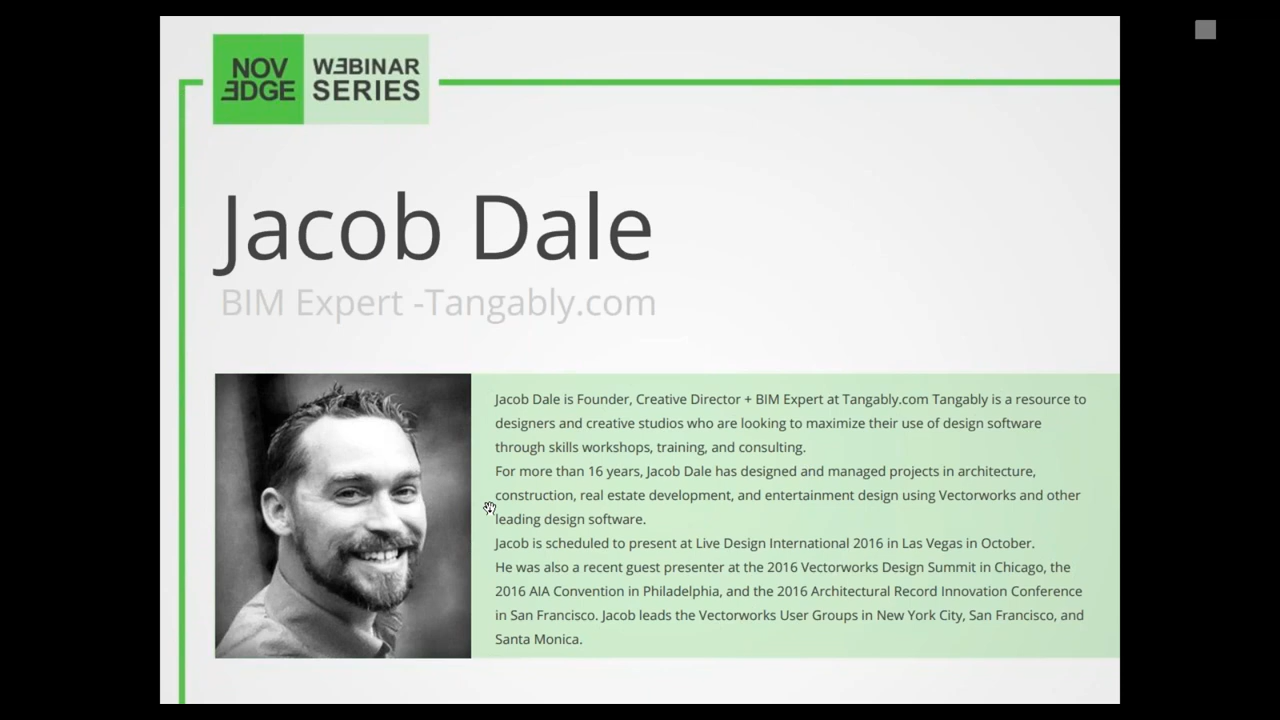 NOV
EDGE
WEBINAR
SERIES
Jacob Dale
BIM Expert -Tangably.com
Jacob Dale is Founder, Creative Director + BIM Expert at Tangably.com Tangably is a resource to
designers and creative studios who are looking to maximize their use of design software
through skills workshops, training, and consulting.
For more than 16 years, Jacob Dale has designed and managed projects in architecture,
construction, real estate development, and entertainment design using Vectorworks and other
leading design software.
Jacob is scheduled to present at Live Design International 2016 in Las Vegas in October.
He was also a recent guest presenter at the 2016 Vectorworks Design Summit in Chicago, the
2016 AIA Convention in Philadelphia, and the 2016 Architectural Record Innovation Conference
in San Francisco. Jacob leads the Vectorworks User Groups in New York City, San Francisco, and
Santa Monica.